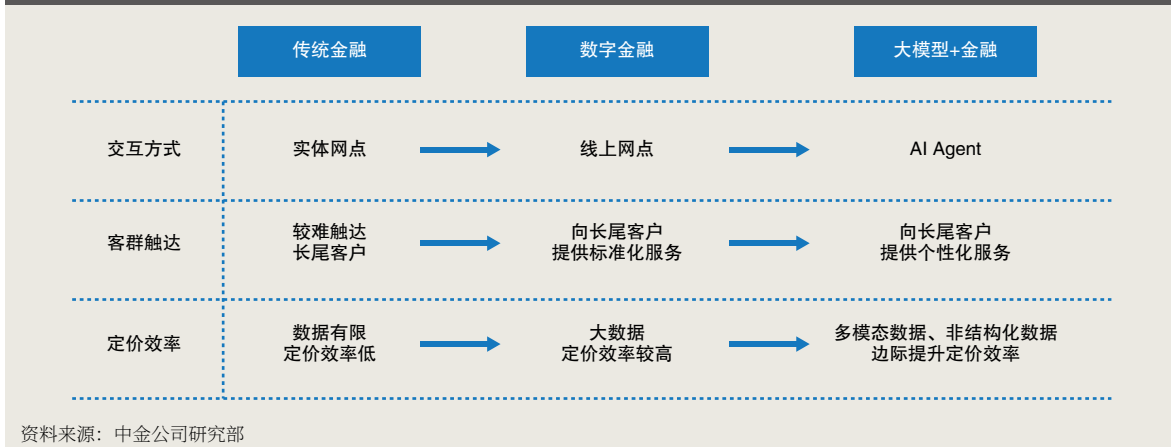 传统金融
数字金融
大模型+金融
交互方式
实体网点
线上网点
AI Agent
客群触达
较难触达
长尾客户
向长尾客户
提供标准化服务
向长尾客户
提供个性化服务
定价效率
数据有限
定价效率低
大数据
定价效率较高
多模态数据、非结构化数据
边际提升定价效率
资料来源：中金公司研究部